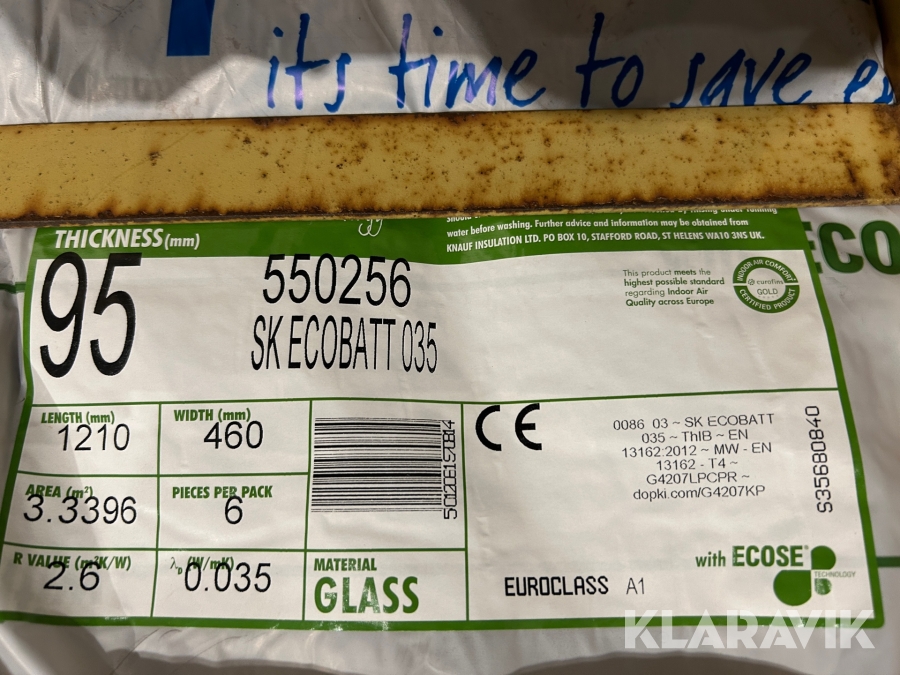 its time to save
THICKNESS (mm)
95
550256
SK ECOBATT 035
water before washing. Further advice and information may be obtained from
KNAUF INSULATION LTD. PO BOX 10, STAFFORD ROAD, ST HELENS WA10 3NS UK.
ECO
This product meets the
highest possible standard
regarding Indoor Air
Quality across Europe
INDOOR AIR COMFORT
eurofins
GOLD
CERTIFIED PRODUCT
LENGTH (mm)
1210
WIDTH (mm)
460
AREA (m²)
3.3396
PIECES PER PACK
6
R VALUE (m²K/W)
2.6
λD (W/mK)
0.035
5012061570814
MATERIAL
GLASS
CE
0086 03 ~ SK ECOBATT
035 ~ ThIB ~ EN
13162:2012 ~ MW - EN
13162 - T4 ~
G4207LPCPR ~
dopki.com/G4207KP
S35680840
EUROCLASS A1
with ECOSE®
TECHNOLOGY
KLARAVIK